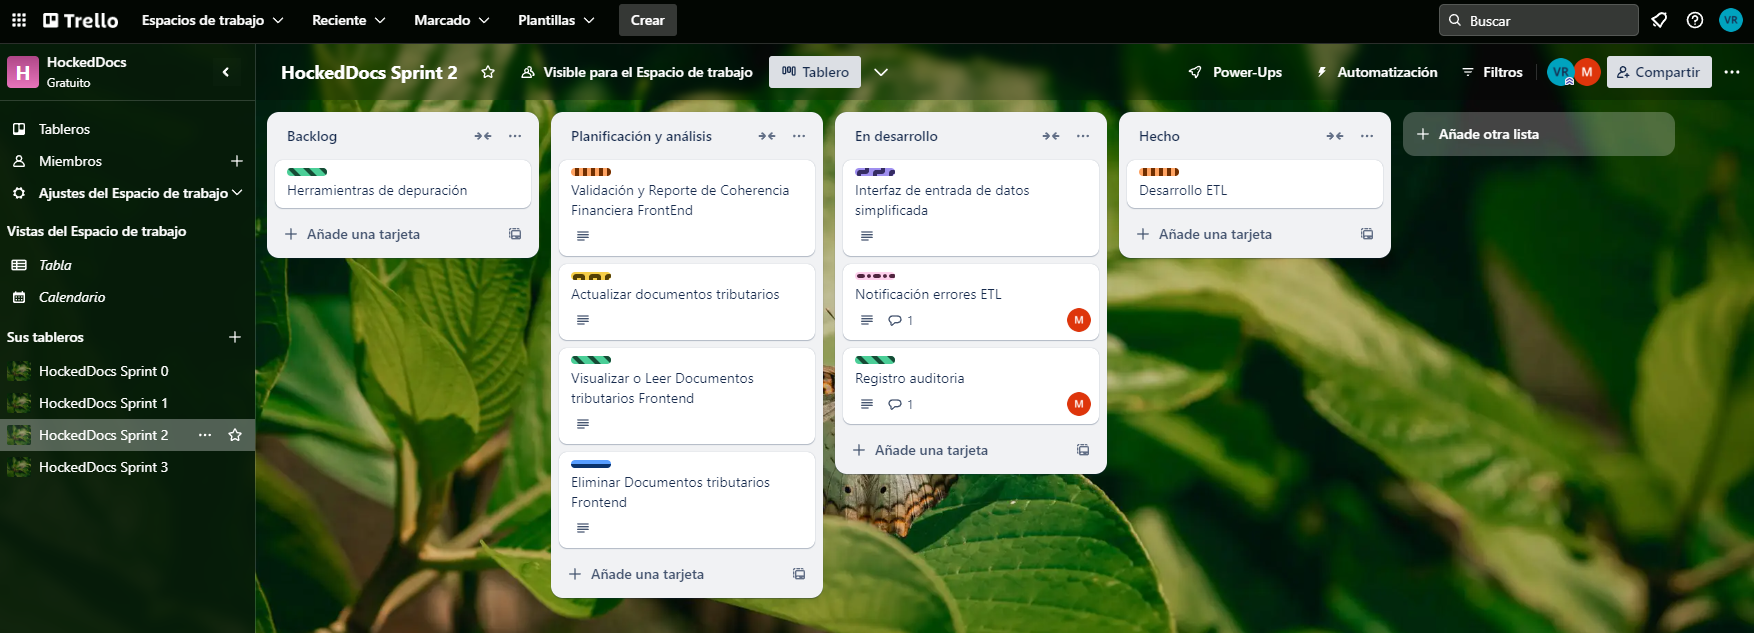 Trello
Espacios de trabajo
Reciente
Marcado
Plantillas
Crear
Buscar
VR
H
HockedDocs
Gratuito
Tableros
Miembros
Ajustes del Espacio de trabajo
Vistas del Espacio de trabajo
Tabla
Calendario
Sus tableros
HockedDocs Sprint 0
HockedDocs Sprint 1
HockedDocs Sprint 2
HockedDocs Sprint 3
HockedDocs Sprint 2
Visible para el Espacio de trabajo
Tablero
Power-Ups
Automatización
Filtros
VR
M
Compartir
Backlog
Herramientras de depuración
Añade una tarjeta
Planificación y análisis
Validación y Reporte de Coherencia
Financiera FrontEnd
Actualizar documentos tributarios
Visualizar o Leer Documentos
tributarios Frontend
Eliminar Documentos tributarios
Frontend
Añade una tarjeta
En desarrollo
Interfaz de entrada de datos
simplificada
Notificación errores ETL
1
M
Registro auditoria
1
M
Añade una tarjeta
Hecho
Desarrollo ETL
Añade una tarjeta
Añade otra lista